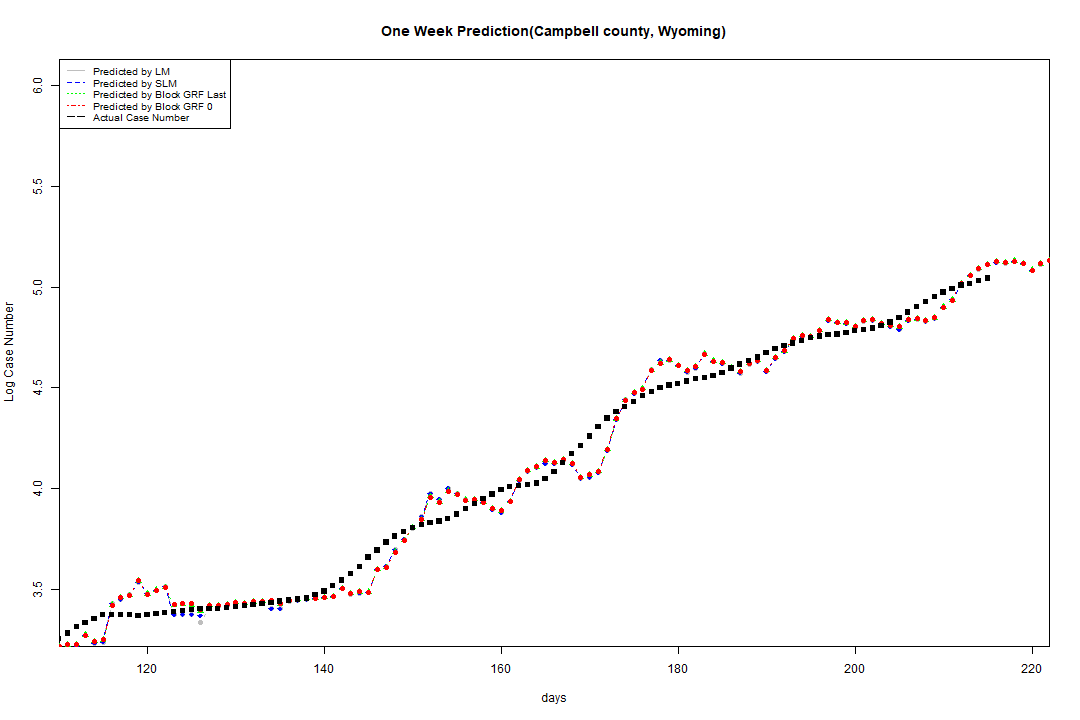 One Week Prediction(Campbell county, Wyoming)
Predicted by LM
Predicted by SLM
Predicted by Block GRF Last
Predicted by Block GRF 0
Actual Case Number
6.0
5.5
5.0
4.5
4.0
3.5
Log Case Number
120 140 160 180 200 220
days